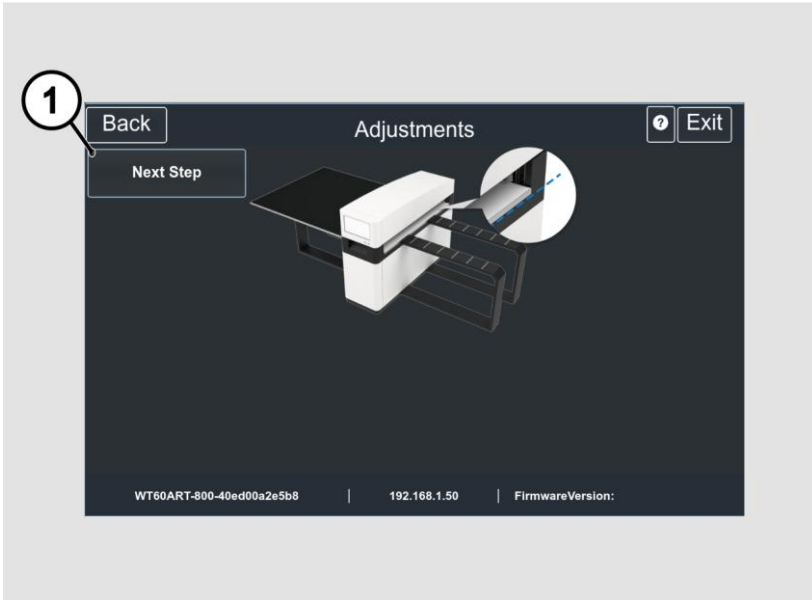 1
Back
Adjustments
? Exit
Next Step
WT60ART-800-40ed00a2e5b8 | 192.168.1.50 | FirmwareVersion: